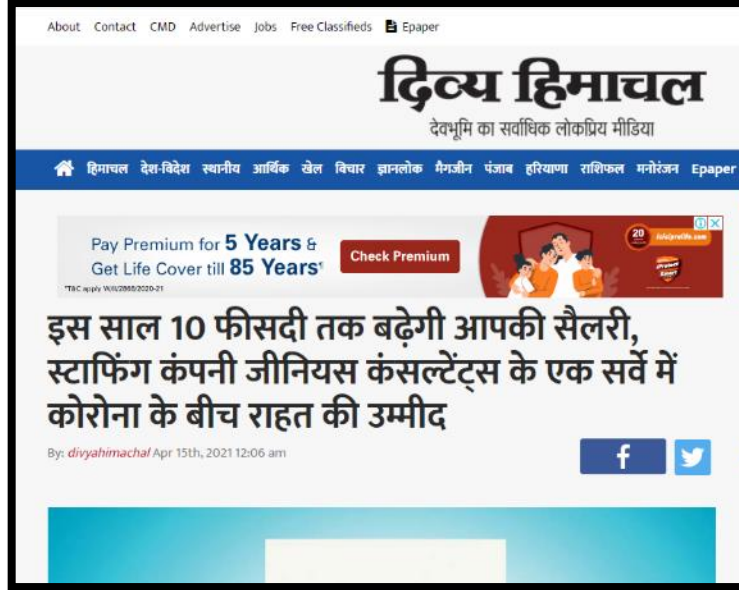 About Contact CMD Advertise Jobs Free Classifieds Epaper
दिव्य हिमाचल
देवभूमि का सर्वाधिक लोकप्रिय मीडिया
हिमाचल देश-विदेश स्थानीय आर्थिक खेल विचार ज्ञानलोक मैगजीन पंजाब हरियाणा राशिफल मनोरंजन Epaper
Pay Premium for 5 Years &
Get Life Cover till 85 Years
Check Premium
20
इस साल 10 फीसदी तक बढ़ेगी आपकी सैलरी,
स्टाफिंग कंपनी जीनियस कंसल्टेंट्स के एक सर्वे में
कोरोना के बीच राहत की उम्मीद
By: divyahimachal Apr 15th, 2021 12:06 am